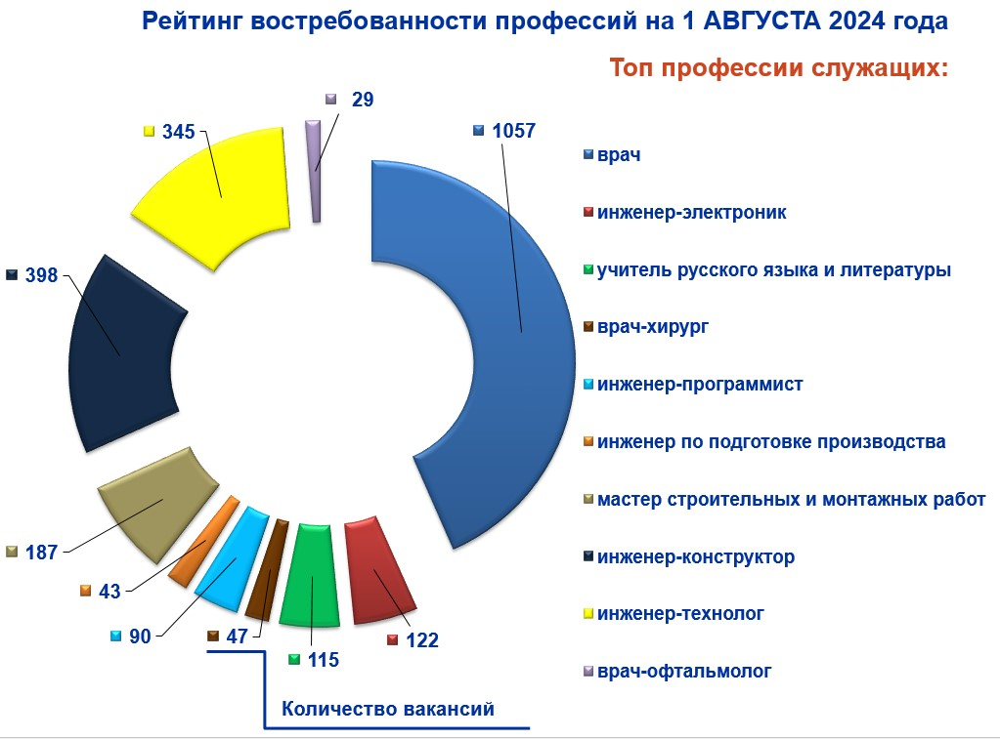 Рейтинг востребованности профессий на 1 АВГУСТА 2024 года
Топ профессии служащих:
29
345
1057
398
187
43
90
47
115
122
Количество вакансий
врач
инженер-электроник
учитель русского языка и литературы
врач-хирург
инженер-программист
инженер по подготовке производства
мастер строительных и монтажных работ
инженер-конструктор
инженер-технолог
врач-офтальмолог